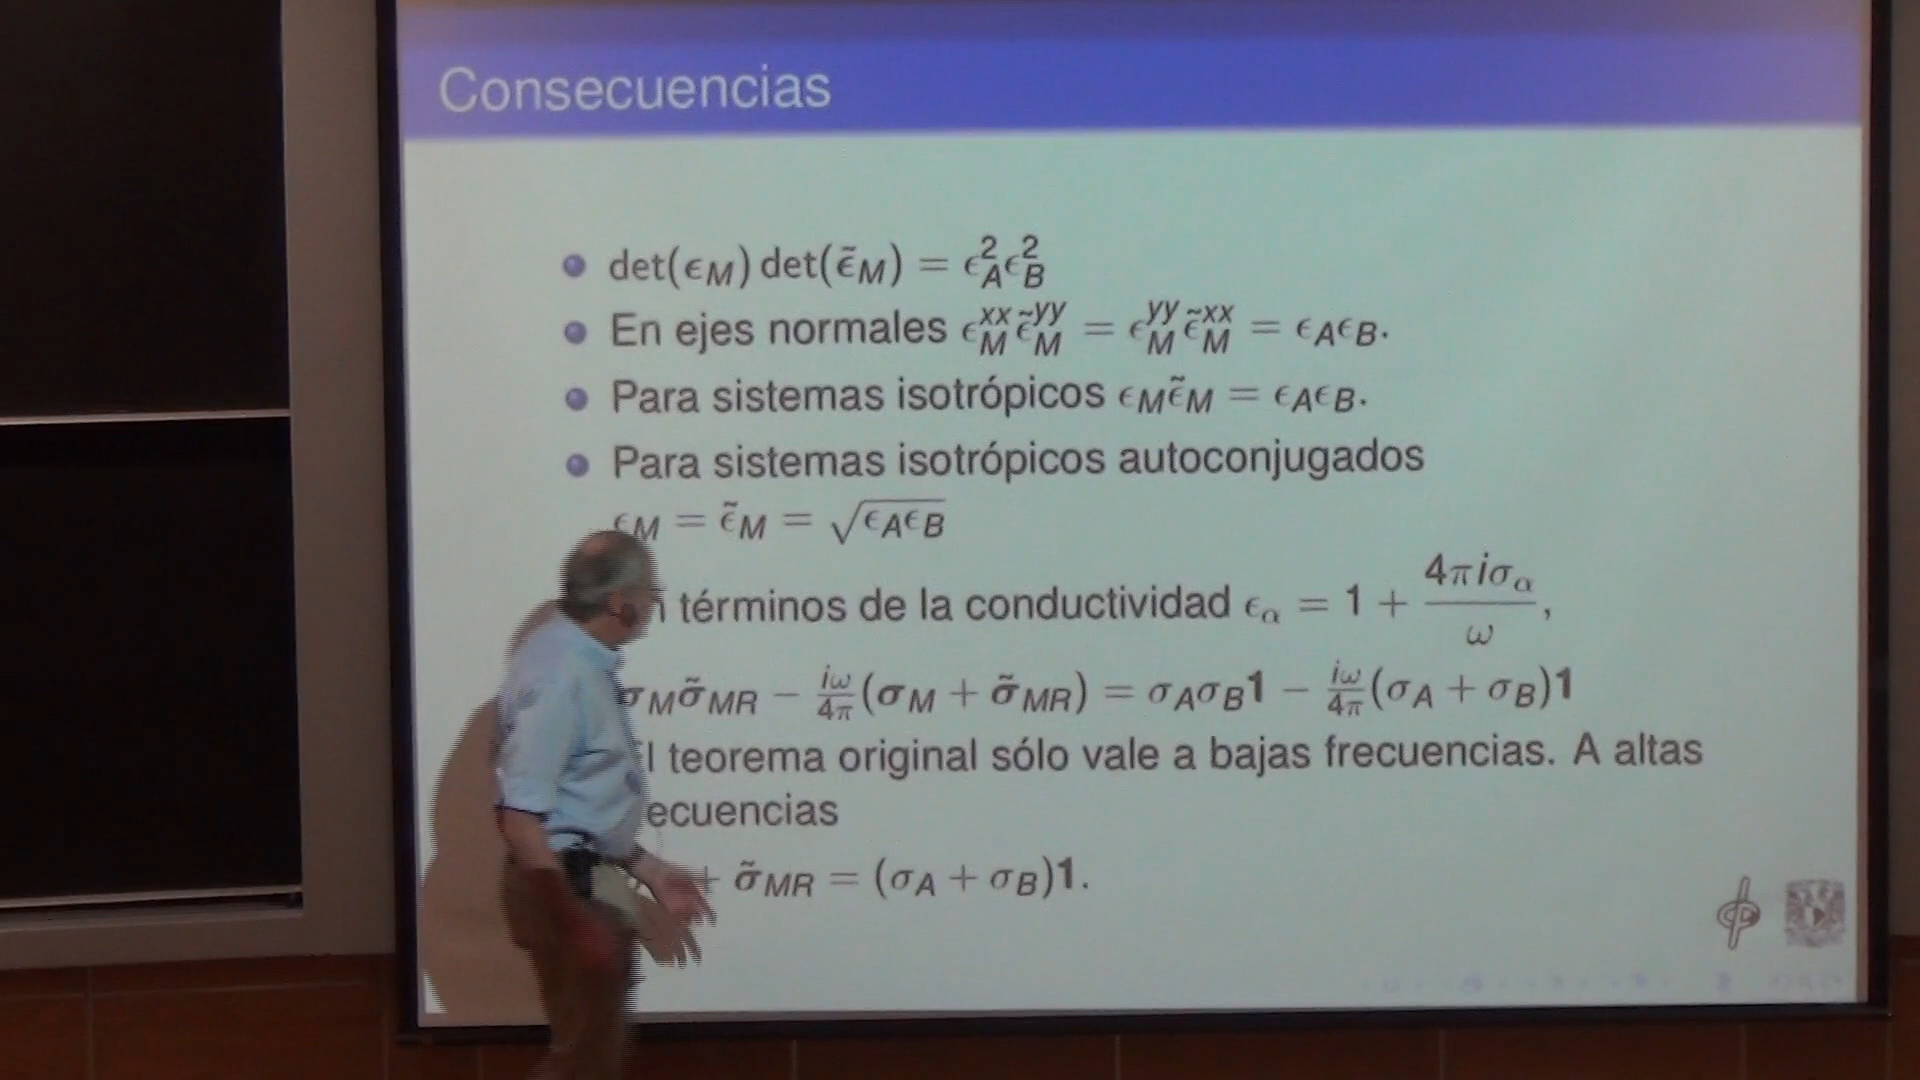 Consecuencias
det(ϵ_M) det(ϵ̃_M) = ϵ_A^2 ϵ_B^2
En ejes normales ϵ_M^xx ϵ̃_M^yy = ϵ_M^yy ϵ̃_M^xx = ϵ_A ϵ_B.
Para sistemas isotrópicos ϵ_M ϵ̃_M = ϵ_A ϵ_B.
Para sistemas isotrópicos autoconjugados
ϵ_M = ϵ̃_M = √(ϵ_A ϵ_B)
términos de la conductividad ϵ_α = 1 + 4πiσ_α/ω,
σ_M σ̃_MR − iω/4π (σ_M + σ̃_MR) = σ_A σ_B 1 − iω/4π (σ_A + σ_B)1
l teorema original sólo vale a bajas frecuencias. A altas
ecuencias
+ σ̃_MR = (σ_A + σ_B)1.